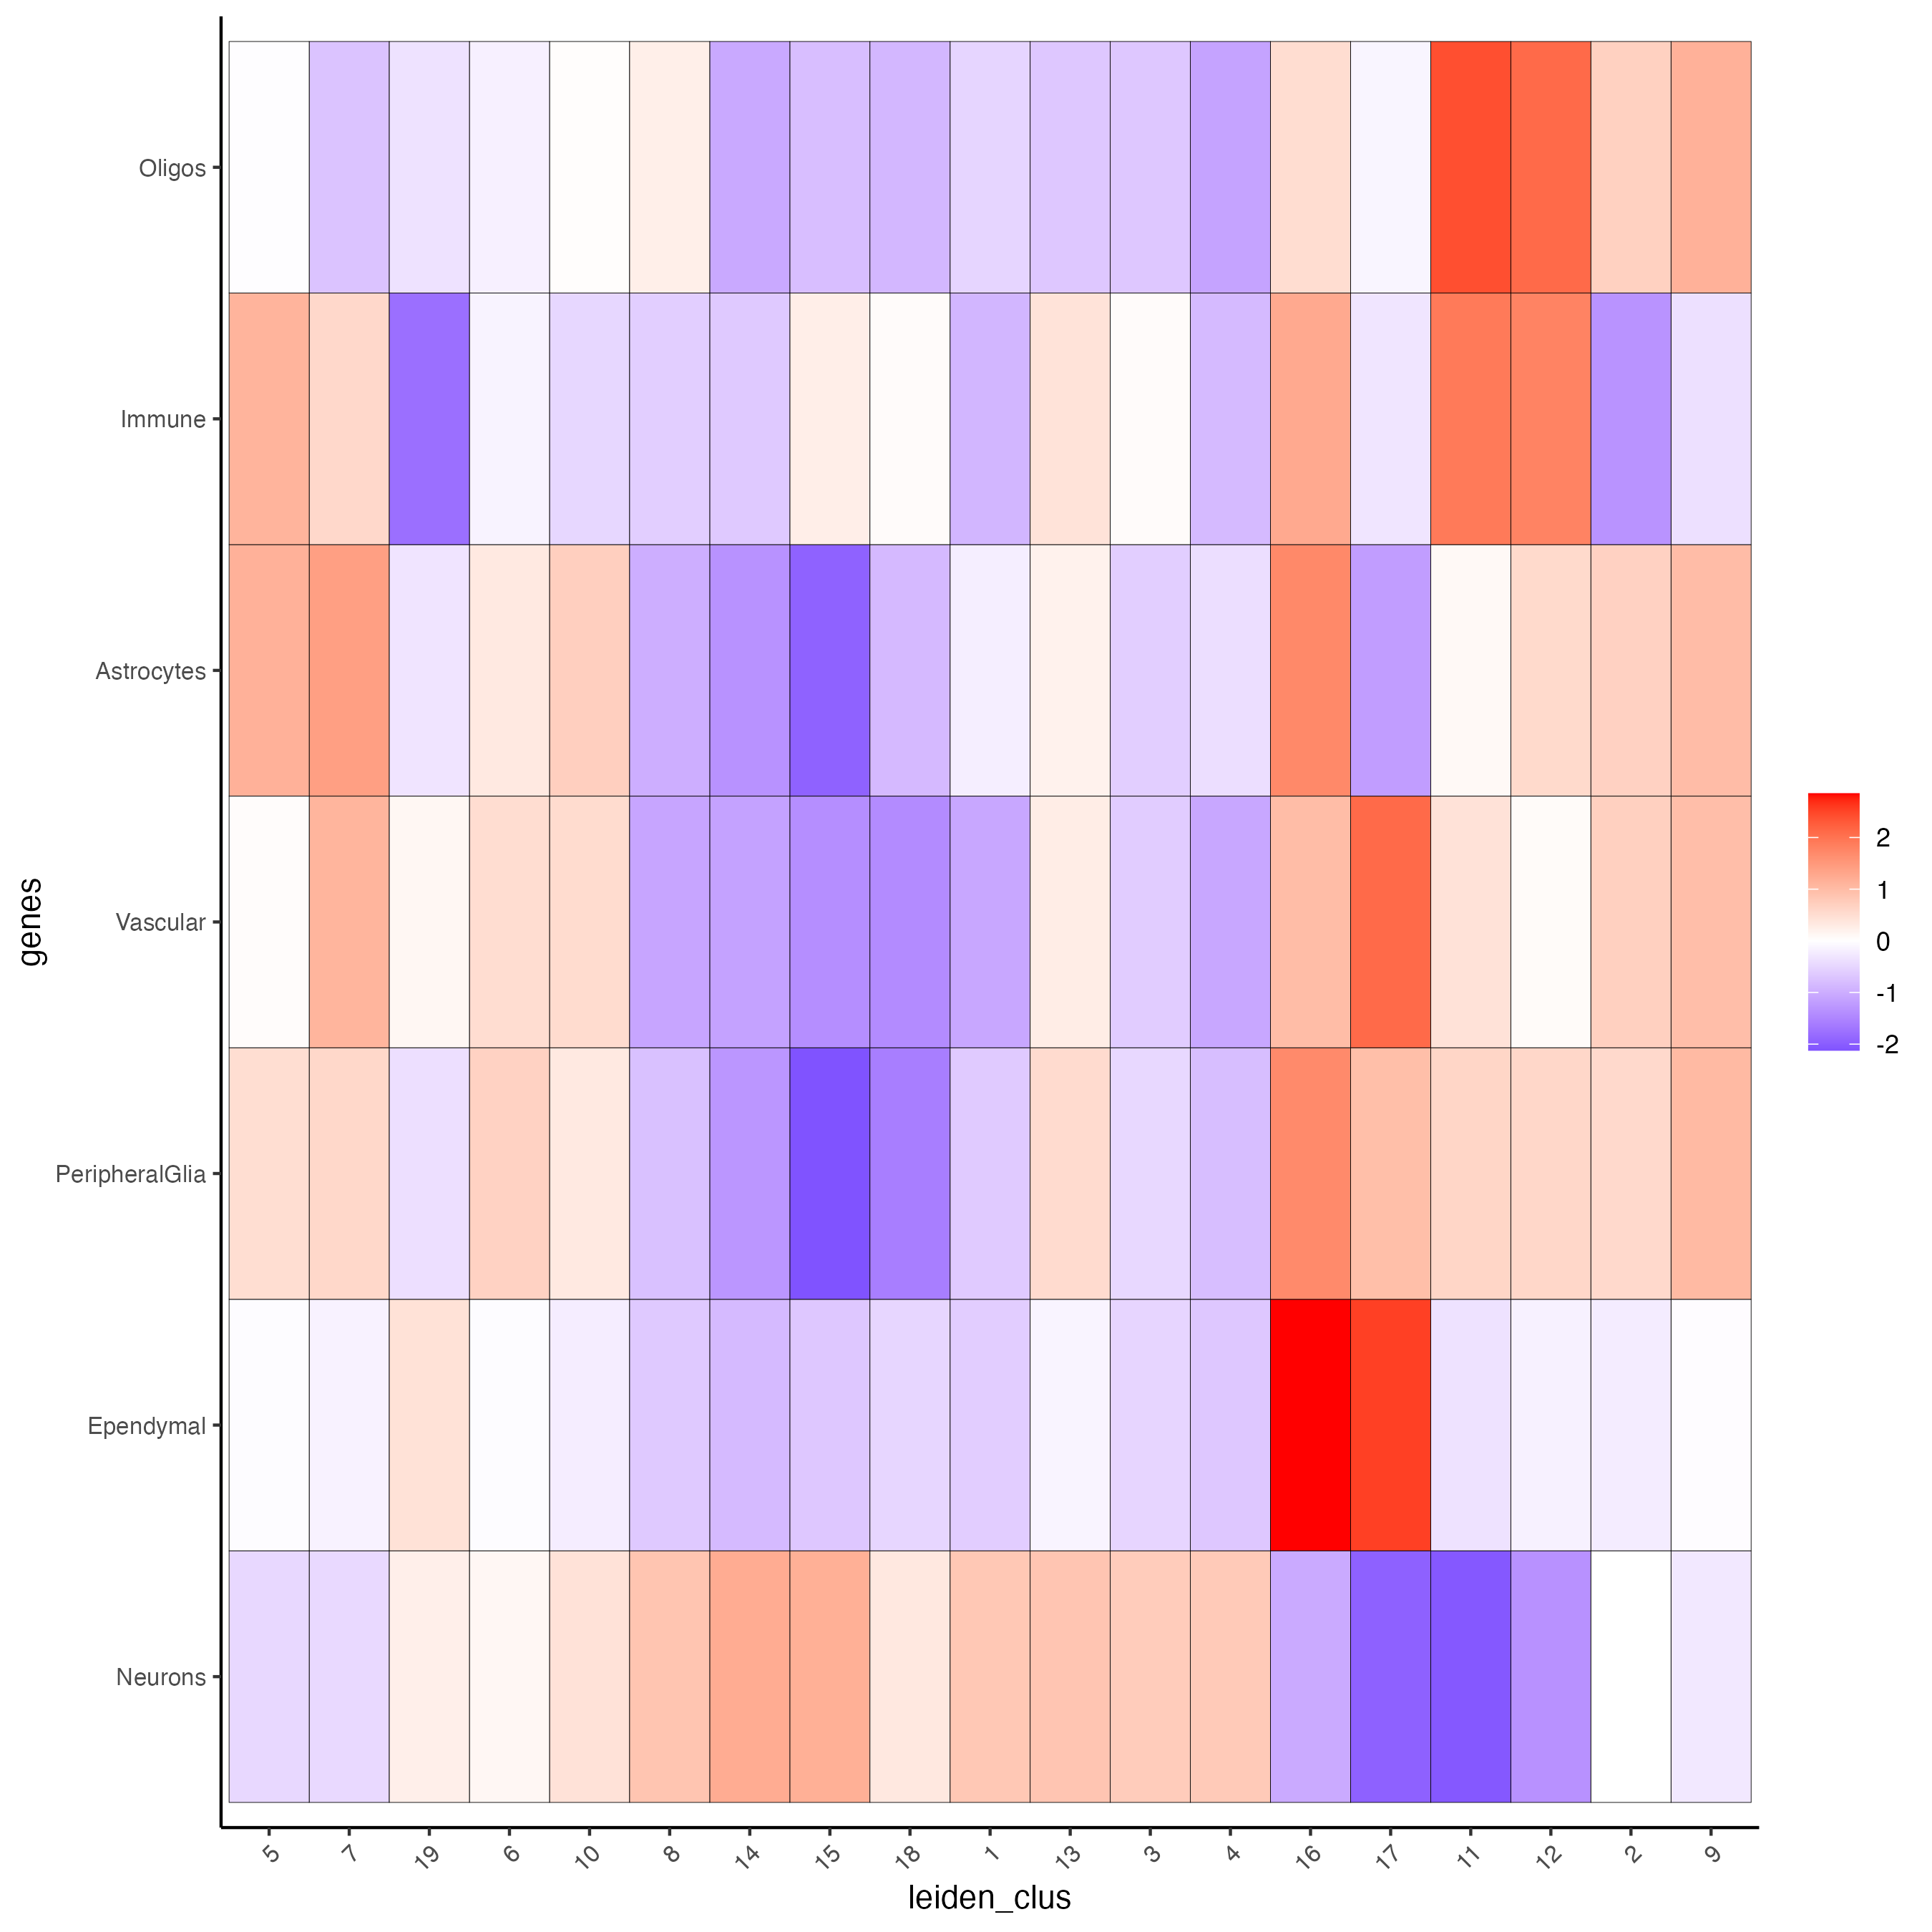 genes
Oligos
Immune
Astrocytes
Vascular
PeripheralGlia
Ependymal
Neurons
5 7 19 6 10 8 14 15 18 1 13 3 4 16 17 11 12 2 9
leiden_clus
2
1
0
-1
-2